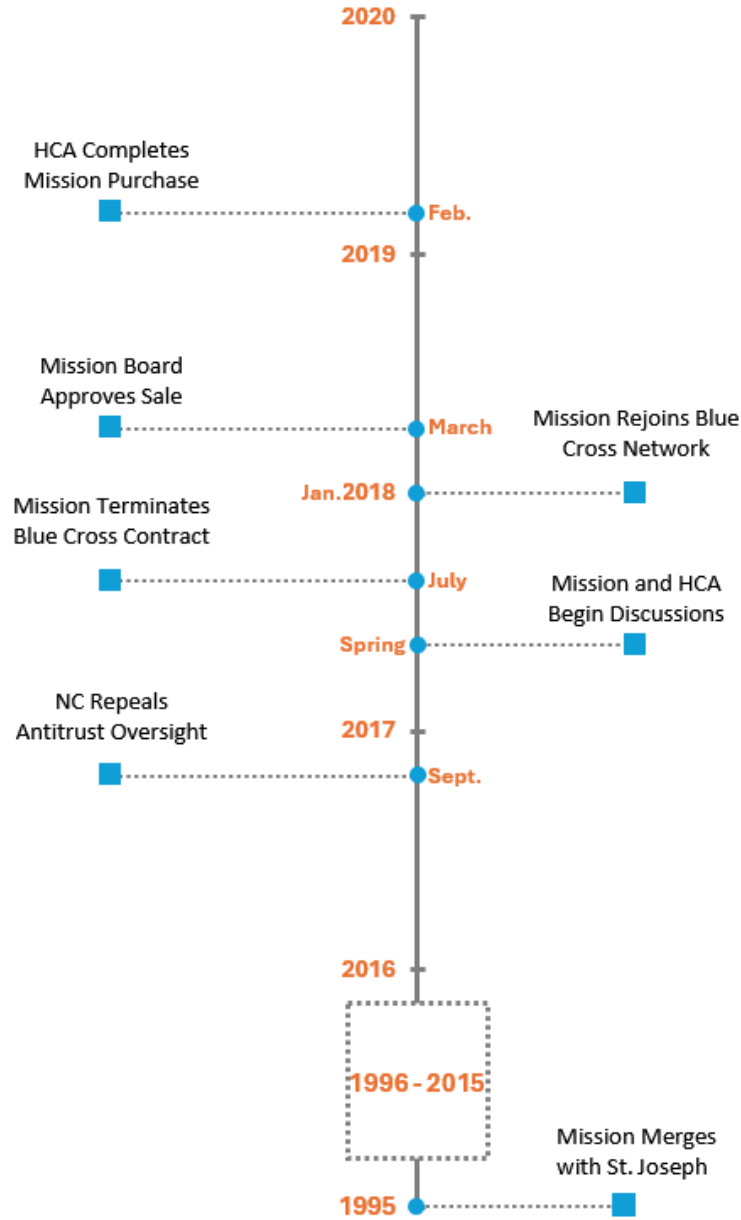 2020
HCA Completes
Mission Purchase
Feb.
2019
Mission Board
Approves Sale
March
Mission Rejoins Blue
Cross Network
Jan.2018
Mission Terminates
Blue Cross Contract
July
Mission and HCA
Begin Discussions
Spring
NC Repeals
Antitrust Oversight
2017
Sept.
2016
1996 - 2015
Mission Merges
with St. Joseph
1995